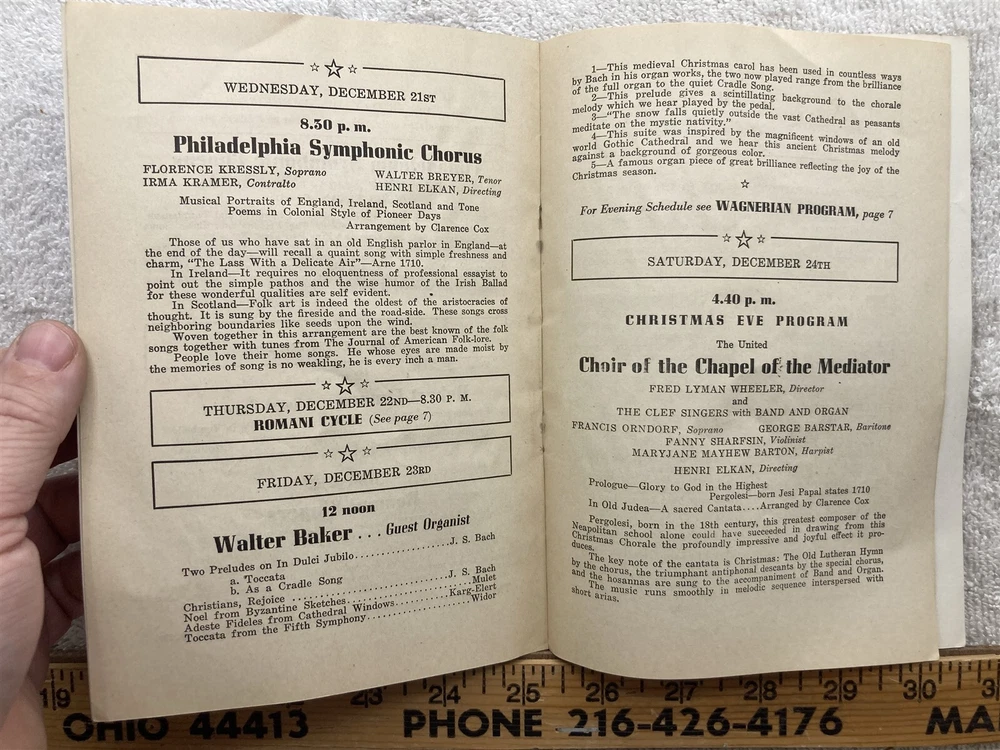 WEDNESDAY, DECEMBER 21ST
8.30 p. m.
Philadelphia Symphonic Chorus
FLORENCE KRESSLY, Soprano
WALTER BREYER, Tenor
IRMA KRAMER, Contralto
HENRI ELKAN, Directing
Musical Portraits of England, Ireland, Scotland and Tone
Poems in Colonial Style of Pioneer Days
Arrangement by Clarence Cox
Those of us who have sat in an old English parlor in England—at
the end of the day—will recall a quaint song with simple freshness and
charm, "The Lass With a Delicate Air"—Arne 1710.
In Ireland—It requires no eloquence of professional essayist to
point out the simple pathos and the wise humor of the Irish Ballad
for these wonderful qualities are self evident.
In Scotland—Folk art is indeed the oldest of the aristocracies of
thought. It is sung by the fireside and the road-side. These songs cross
neighboring boundaries like seeds upon the wind.
Woven together in this arrangement are the best known of the folk
songs together with tunes from The Journal of American Folk-lore.
People love their home songs. He whose eyes are made moist by
the memories of song is no weakling, he is every inch a man.
THURSDAY, DECEMBER 22ND—8.30 P. M.
ROMANI CYCLE (See page 7)
FRIDAY, DECEMBER 23RD
12 noon
Walter Baker . . . Guest Organist
Two Preludes on In Dulci Jubilo..........J. S. Bach
a. Toccata
b. As a Cradle Song
Christians, Rejoice ..........J. S. Bach
Noel from Byzantine Sketches..........Mulet
Adeste Fideles from Cathedral Windows..........Karg-Elert
Toccata from the Fifth Symphony..........Widor
1—This medieval Christmas carol has been used in countless ways
by Bach in his organ works, the two now played range from the brilliance
of the full organ to the quiet Cradle Song.
2—This prelude gives a scintillating background to the chorale
melody which we hear played by the pedal.
3—"The snow falls quietly outside the vast Cathedral as peasants
meditate on the mystic nativity."
4—This suite was inspired by the magnificent windows of an old
world Gothic Cathedral and we hear this ancient Christmas melody
against a background of gorgeous color.
5—A famous organ piece of great brilliance reflecting the joy of the
Christmas season.
For Evening Schedule see WAGNERIAN PROGRAM, page 7
SATURDAY, DECEMBER 24TH
4.40 p. m.
CHRISTMAS EVE PROGRAM
The United
Choir of the Chapel of the Mediator
FRED LYMAN WHEELER, Director
and
THE CLEF SINGERS with BAND AND ORGAN
FRANCIS ORNDORF, Soprano
GEORGE BARSTAR, Baritone
FANNY SHARFSIN, Violinist
MARYJANE MAYHEW BARTON, Harpist
HENRI ELKAN, Directing
Prologue—Glory to God in the Highest
Pergolesi—born Jesi Papal states 1710
In Old Judea—A sacred Cantata....Arranged by Clarence Cox
Pergolesi, born in the 18th century, this greatest composer of the
Neapolitan school alone could have succeeded in drawing from this
Christmas Chorale the profoundly impressive and joyful effect it pro-
duces.
The key note of the cantata is Christmas: The Old Lutheran Hymn
by the chorus, the triumphant antiphonal descants by the special chorus,
and the hosannas are sung to the accompaniment of Band and Organ.
The music runs smoothly in melodic sequence interspersed with
short arias.
19 24 25 26 27 28 29 30
OHIO 44413 PHONE 216-426-4176 MA